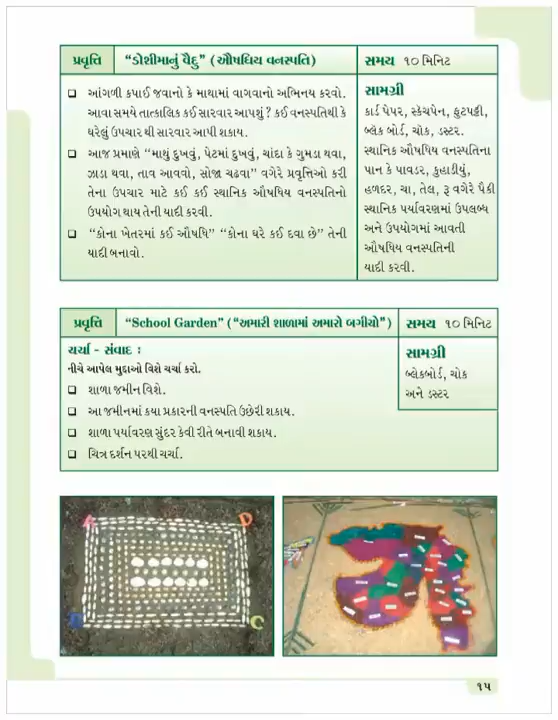 પ્રવૃત્તિ "ડોશીમાનું વૈદુ" (ઔષધિય વનસ્પતિ) સમય ૧૦ મિનિટ
આંગળી કપાઈ જવાનો કે માથામાં વાગવાનો અભિનય કરવો.
આવા સમયે તાત્કાલિક કઈ સારવાર આપશું ? કઈ વનસ્પતિથી કે
ઘરેલું ઉપચાર થી સારવાર આપી શકાય.
આજ પ્રમાણે "માથું દુખવું, પેટમાં દુખવું, ચાંદા કે ગુમડા થવા,
ઝાડા થવા, તાવ આવવો, સોજા ચઢવા" વગેરે પ્રવૃત્તિઓ કરી
તેના ઉપચાર માટે કઈ કઈ સ્થાનિક ઔષધિય વનસ્પતિનો
ઉપયોગ થાય તેની યાદી કરવી.
"કોના ખેતરમાં કઈ ઔષધિ" "કોના ઘરે કઈ દવા છે" તેની
યાદી બનાવો.
સામગ્રી
કાર્ડ પેપર, સ્કેચપેન, ફુટપટ્ટી,
બ્લેક બોર્ડ, ચોક, ડસ્ટર.
સ્થાનિક ઔષધિય વનસ્પતિના
પાન કે પાવડર, કુહાડીયું,
હળદર, ચા, તેલ, રૂ વગેરે પૈકી
સ્થાનિક પર્યાવરણમાં ઉપલબ્ધ
અને ઉપયોગમાં આવતી
ઔષધિય વનસ્પતિની
યાદી કરવી.
પ્રવૃત્તિ "School Garden" ("અમારી શાળામાં અમારો બગીચો") સમય ૧૦ મિનિટ
ચર્ચા - સંવાદ :
નીચે આપેલ મુદ્દાઓ વિશે ચર્ચા કરો.
શાળા જમીન વિશે.
આ જમીનમાં કયા પ્રકારની વનસ્પતિ ઉછેરી શકાય.
શાળા પર્યાવરણ સુંદર કેવી રીતે બનાવી શકાય.
ચિત્ર દર્શન પરથી ચર્ચા.
સામગ્રી
બ્લેકબોર્ડ, ચોક
અને ડસ્ટર
A D
B C
૧૫